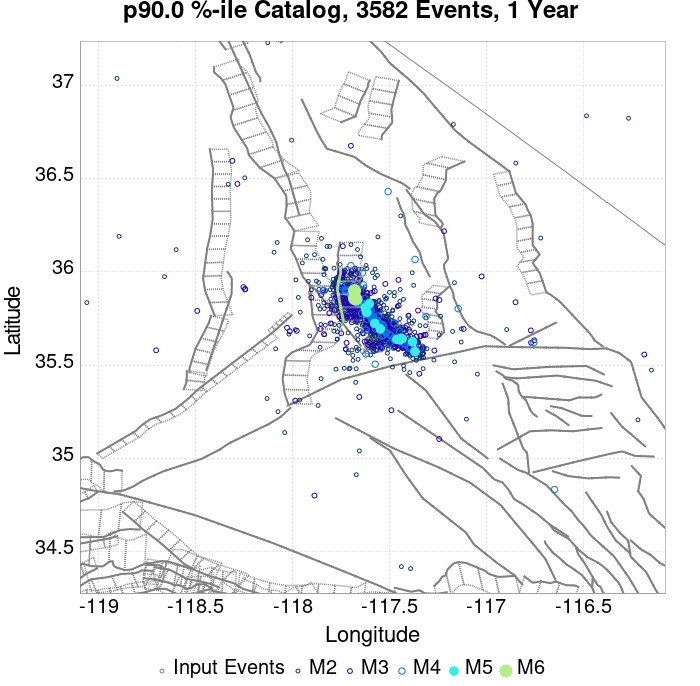 p90.0 %-ile Catalog, 3582 Events, 1 Year
37
36.5
36
35.5
35
34.5
Latitude
-119
-118.5
-118
-117.5
-117
-116.5
Longitude
Input Events
M2
M3
M4
M5
M6